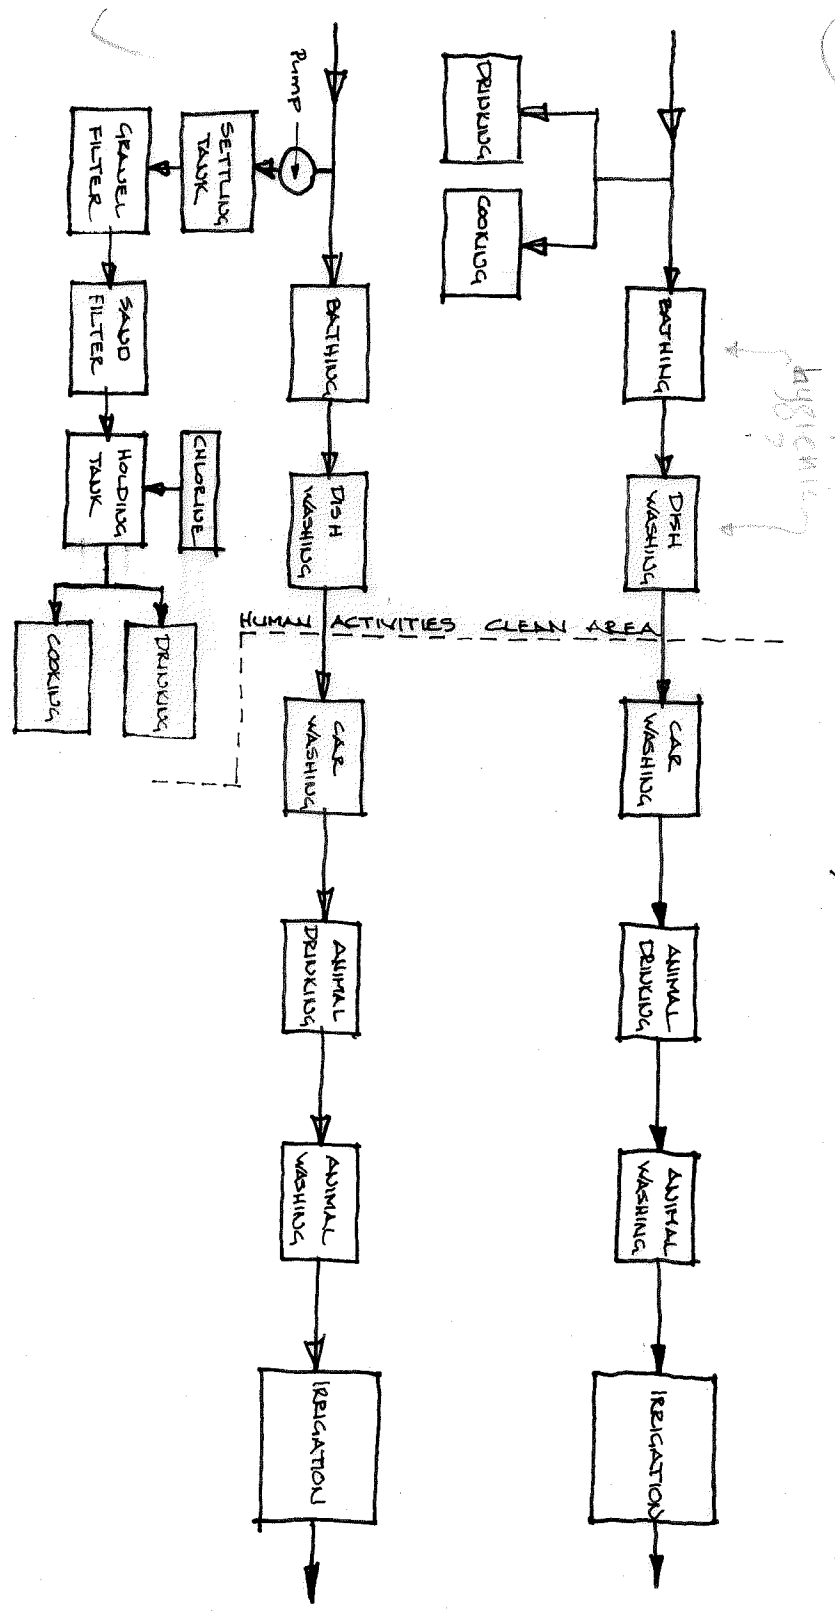 DRINKING
COOKING
BATHING
hygienic
?
DISH
WASHING
CAR
WASHING
ANIMAL
DRINKING
ANIMAL
WASHING
IRRIGATION
HUMAN ACTIVITIES CLEAN AREA
BATHING
DISH
WASHING
CAR
WASHING
ANIMAL
DRINKING
ANIMAL
WASHING
IRRIGATION
PUMP
SETTLING
TANK
GRAVEL
FILTER
SAND
FILTER
CHLORINE
HOLDING
TANK
DRINKING
COOKING